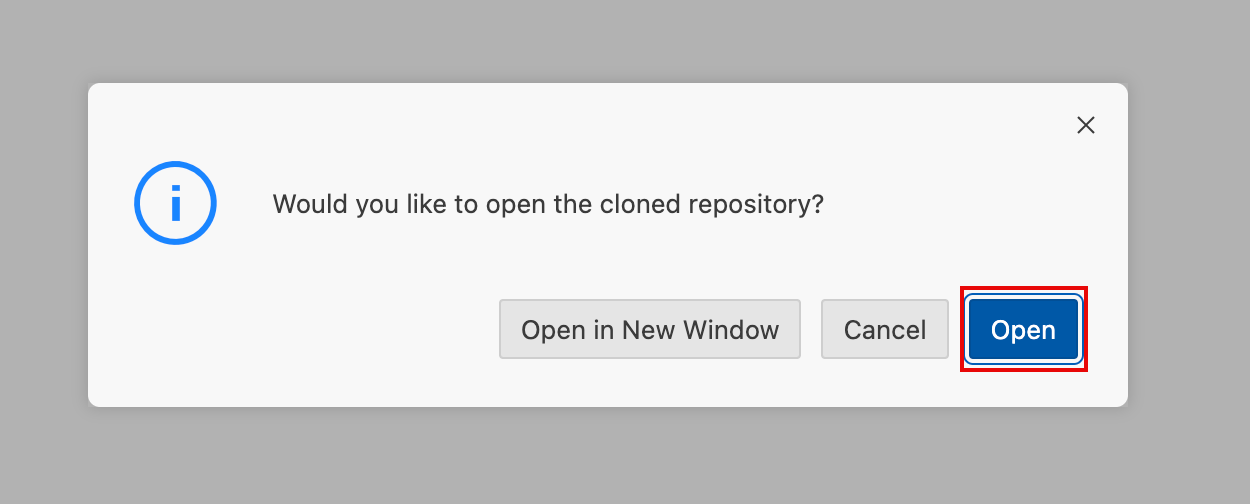 Would you like to open the cloned repository?
Open in New Window Cancel Open